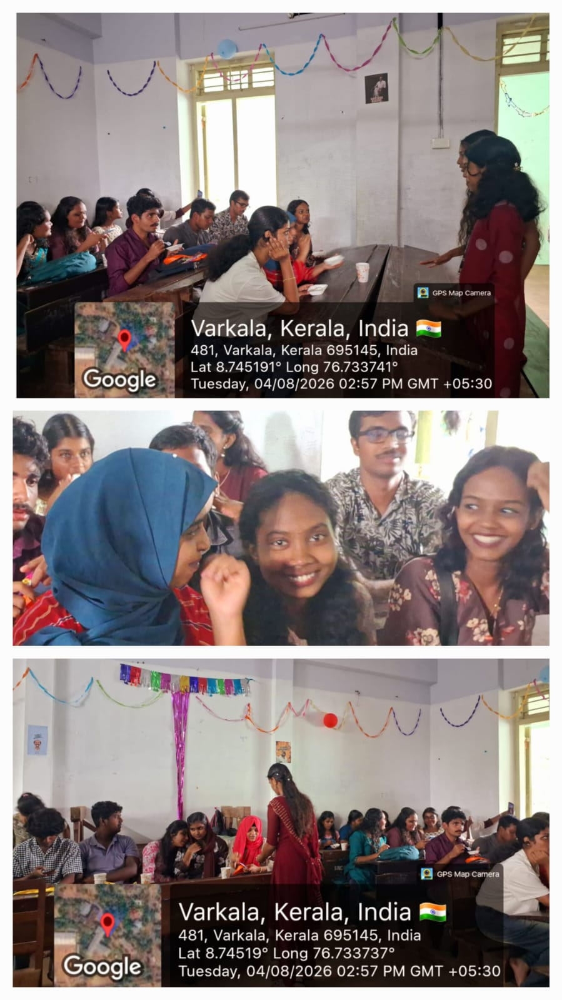 GPS Map Camera
Varkala, Kerala, India 🇮🇳
481, Varkala, Kerala 695145, India
Lat 8.745191° Long 76.733741°
Tuesday, 04/08/2026 02:57 PM GMT +05:30
Google
GPS Map Camera
Varkala, Kerala, India 🇮🇳
481, Varkala, Kerala 695145, India
Lat 8.74519° Long 76.733737°
Tuesday, 04/08/2026 02:57 PM GMT +05:30
Google